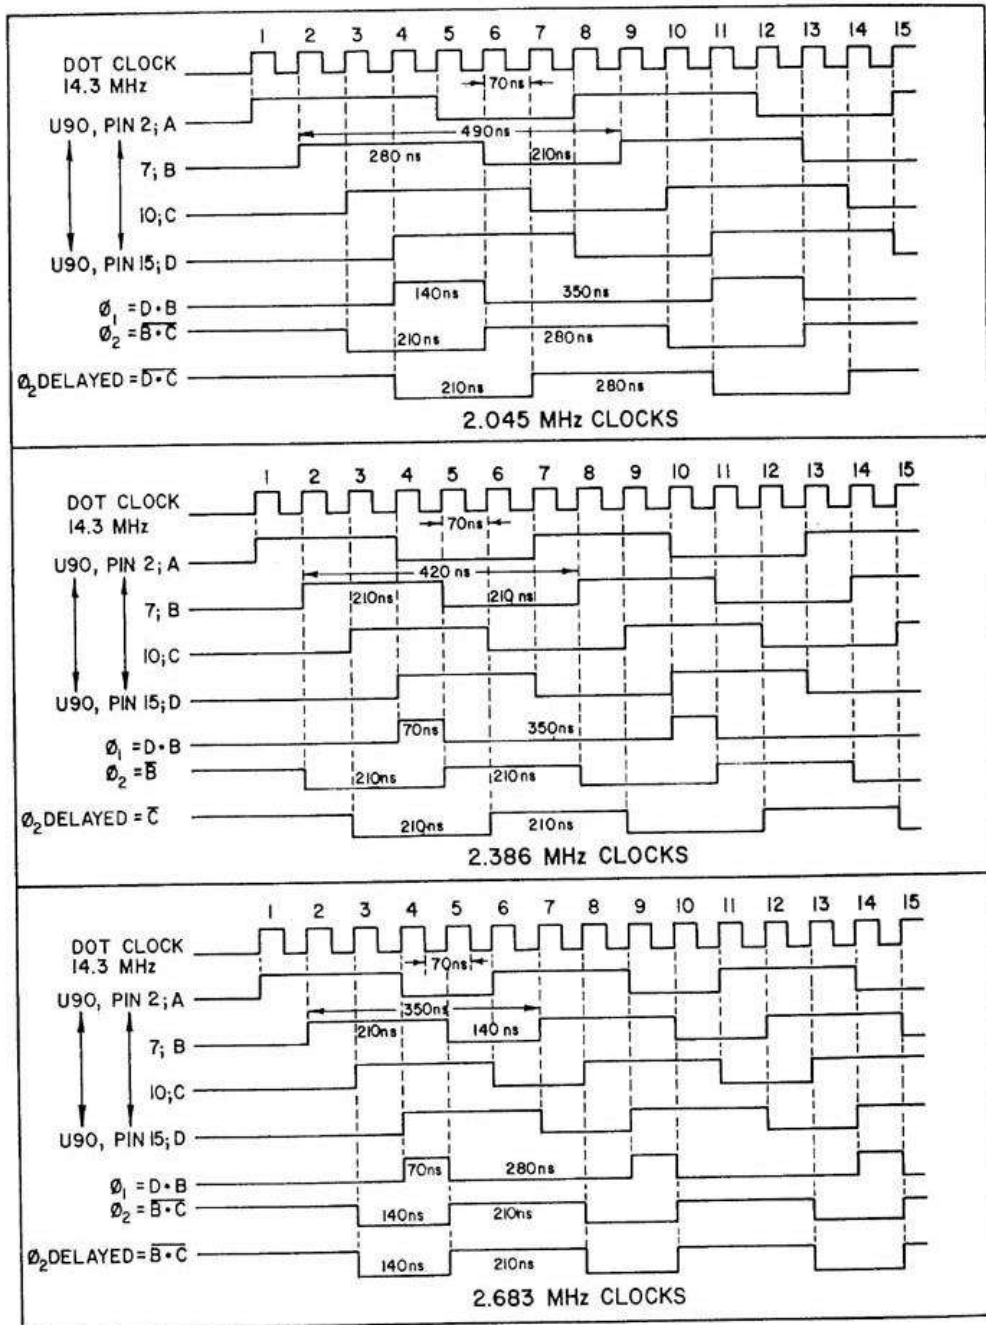 1 2 3 4 5 6 7 8 9 10 11 12 13 14 15
DOT CLOCK
14.3 MHz
70ns
U90, PIN 2; A
490ns
7; B
280 ns
210ns
10; C
U90, PIN 15; D
140ns
350ns
Ø₁ = D • B
Ø₂ = B̅ ̅•̅ ̅C̅
210ns
280ns
Ø₂ DELAYED = D̅ ̅•̅ ̅C̅
210ns
280ns
2.045 MHz CLOCKS
1 2 3 4 5 6 7 8 9 10 11 12 13 14 15
DOT CLOCK
14.3 MHz
70ns
U90, PIN 2; A
420 ns
7; B
210ns
210 ns
10; C
U90, PIN 15; D
70ns
350ns
Ø₁ = D • B
Ø₂ = B̅
210ns
210ns
Ø₂ DELAYED = C̅
210ns
210ns
2.386 MHz CLOCKS
1 2 3 4 5 6 7 8 9 10 11 12 13 14 15
DOT CLOCK
14.3 MHz
70ns
U90, PIN 2; A
350ns
7; B
210ns
140 ns
10; C
U90, PIN 15; D
70ns
280ns
Ø₁ = D • B
Ø₂ = B̅ ̅•̅ ̅C̅
140ns
210ns
Ø₂ DELAYED = B̅ ̅•̅ ̅C̅
140ns
210ns
2.683 MHz CLOCKS